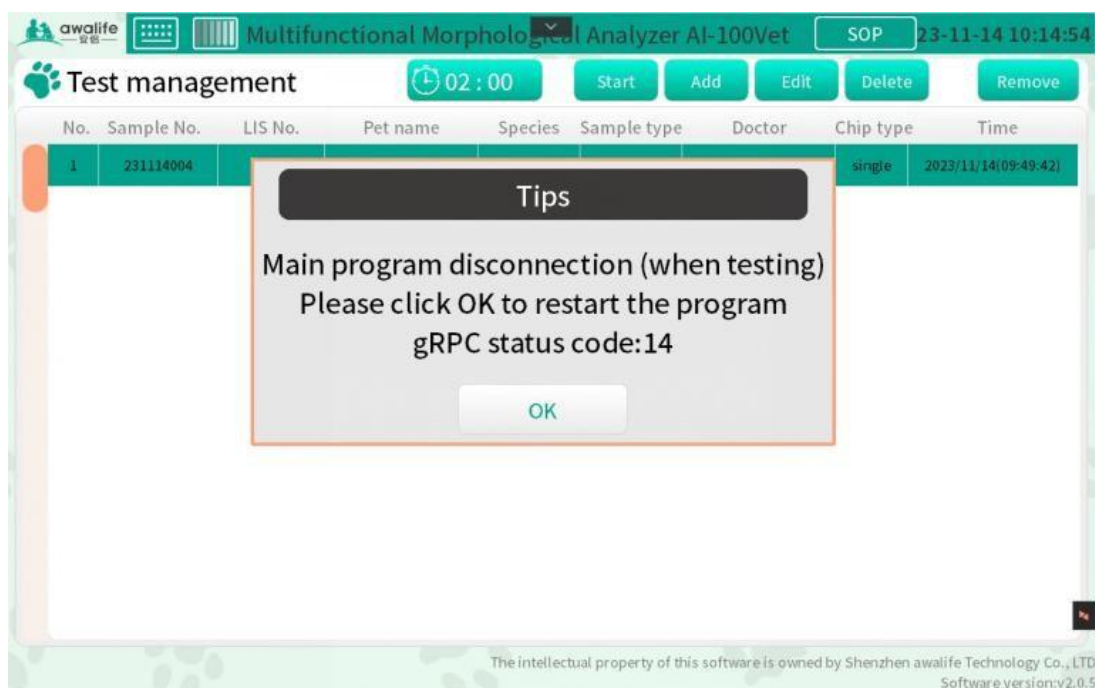 awalife
安侣
Multifunctional Morphological Analyzer AI-100Vet
SOP
23-11-14 10:14:54
Test management
02:00
Start
Add
Edit
Delete
Remove
No. Sample No. LIS No. Pet name Species Sample type Doctor Chip type Time
1 231114004 single 2023/11/14(09:49:42)
Tips
Main program disconnection (when testing)
Please click OK to restart the program
gRPC status code:14
OK
The intellectual property of this software is owned by Shenzhen awalife Technology Co., LTD
Software version:v2.0.5